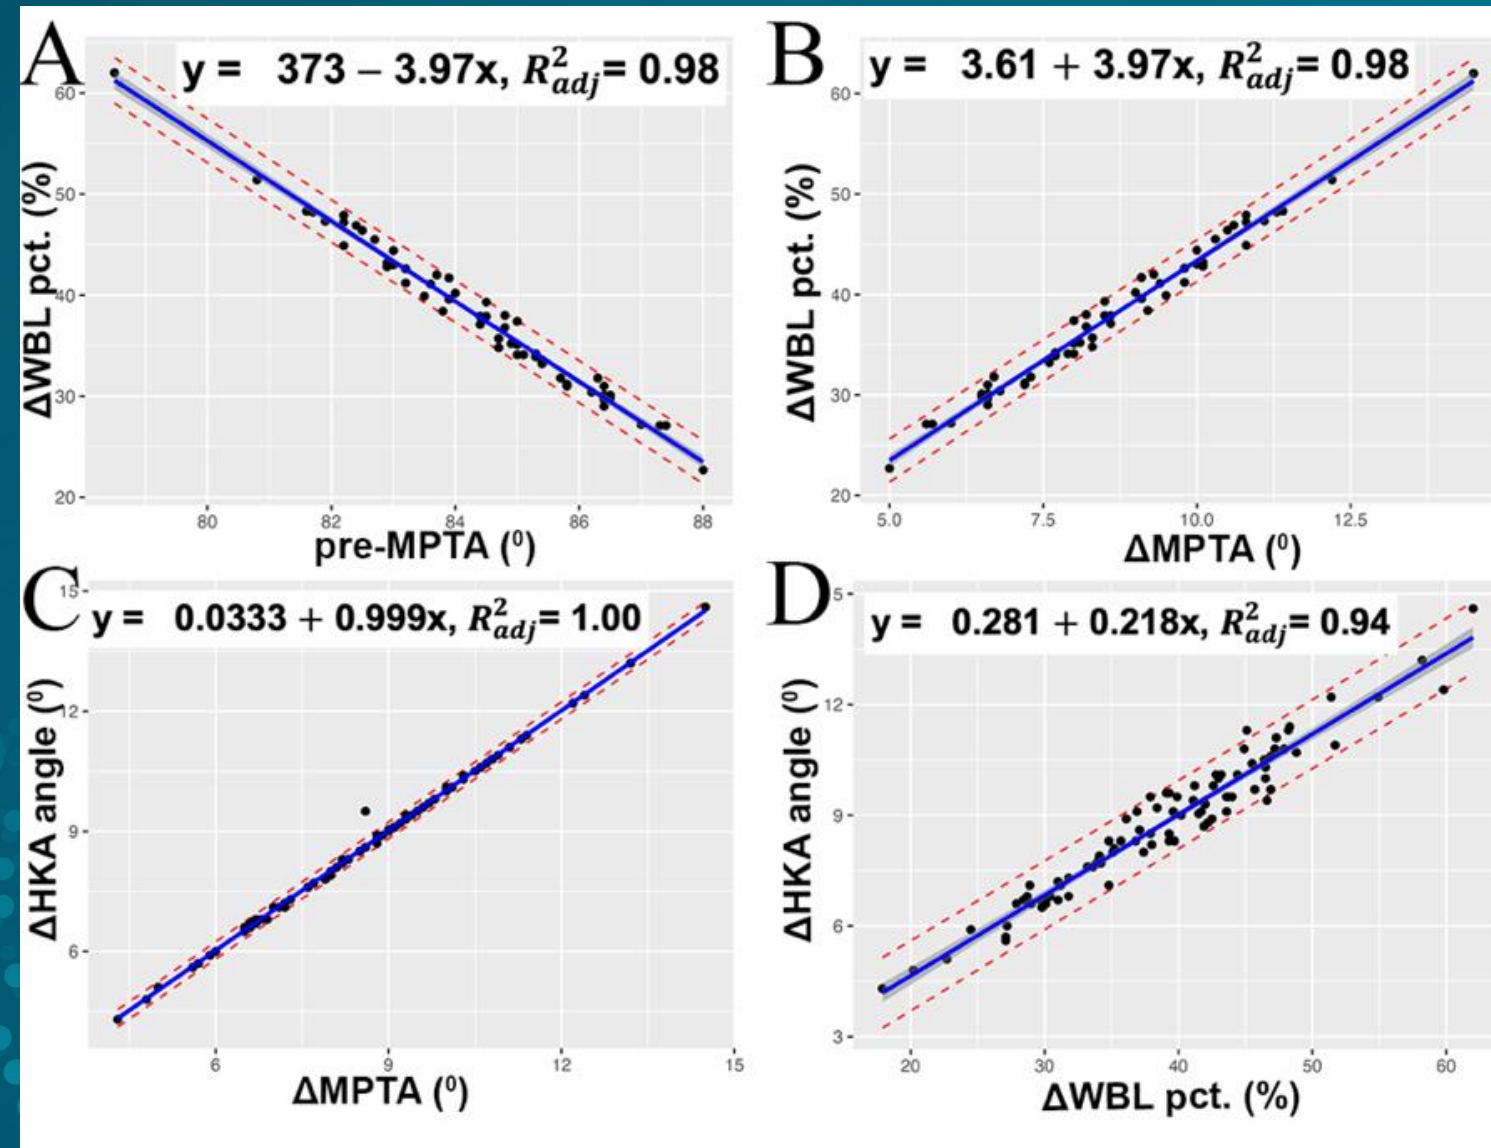 A
y = 373 – 3.97x, R²adj= 0.98
60
50
40
30
20
ΔWBL pct. (%)
80 82 84 86 88
pre-MPTA (⁰)
B
y = 3.61 + 3.97x, R²adj= 0.98
60
50
40
30
20
ΔWBL pct. (%)
5.0 7.5 10.0 12.5
ΔMPTA (⁰)
C
15
y = 0.0333 + 0.999x, R²adj= 1.00
12
9
6
ΔHKA angle (⁰)
6 9 12 15
ΔMPTA (⁰)
D
5
y = 0.281 + 0.218x, R²adj= 0.94
12
9
6
3
ΔHKA angle (⁰)
20 30 40 50 60
ΔWBL pct. (%)